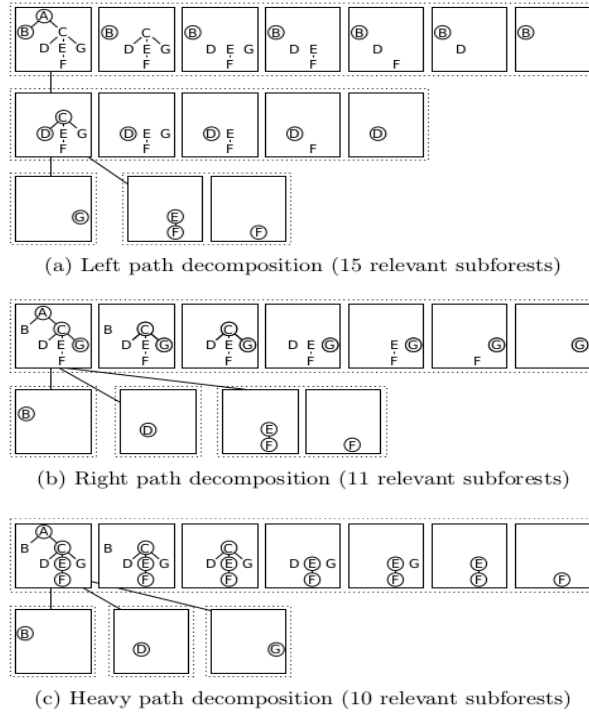 A
B C B C B B B B B
D E G D E G D E G D E D D
F F F F F
C
D E G D E G D E D D
F F F F
G E
F F
(a) Left path decomposition (15 relevant subforests)
A
B C B C C
D E G D E G D E G D E G E G G G
F F F F F F
B D E
F F
(b) Right path decomposition (11 relevant subforests)
A
B C B C C
D E G D E G D E G D E G E G E
F F F F F F F
B D G
(c) Heavy path decomposition (10 relevant subforests)